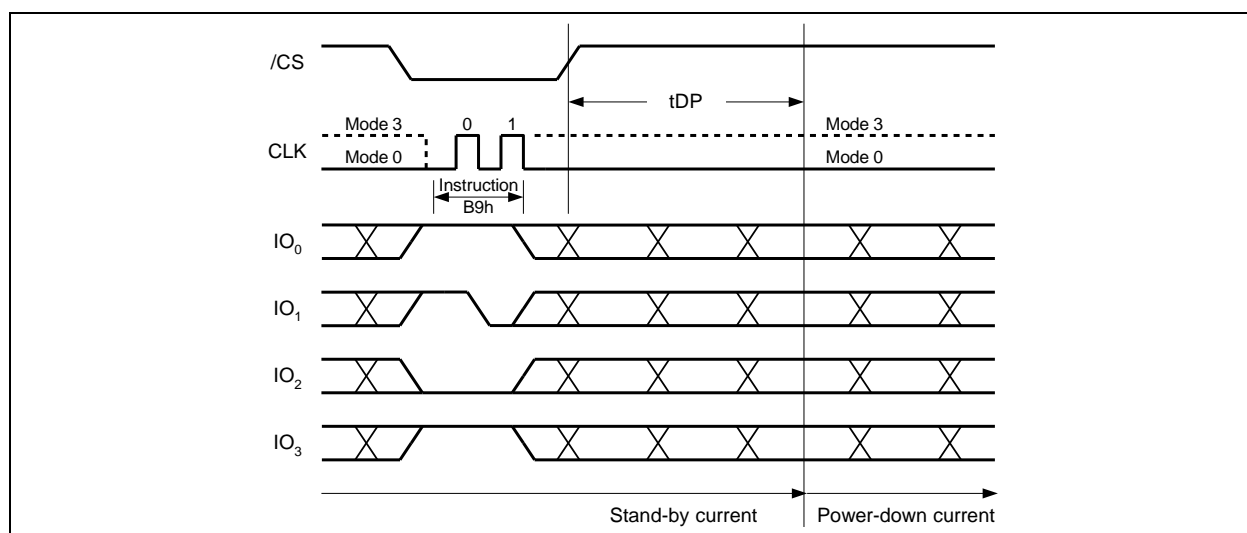 /CS
tDP
Mode 3 0 1 Mode 3
CLK
Mode 0 Mode 0
Instruction
B9h
IO0
IO1
IO2
IO3
Stand-by current Power-down current